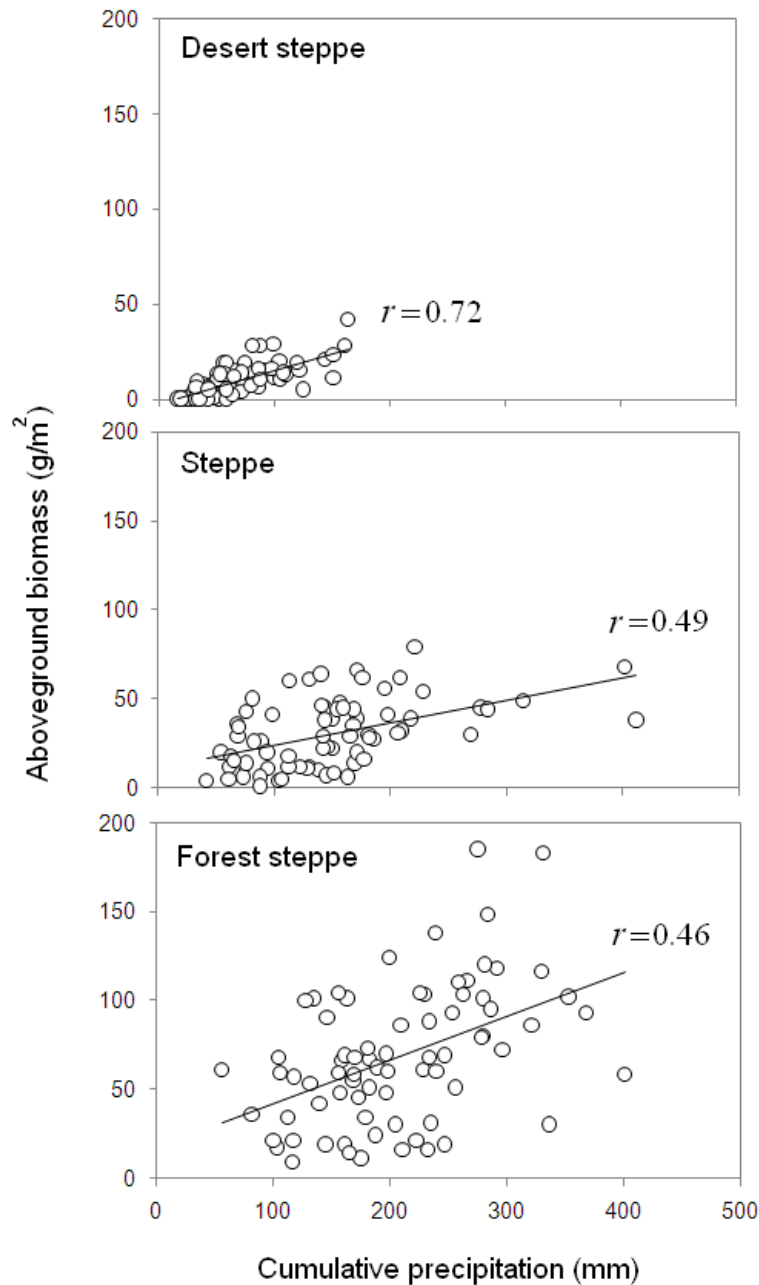 200
Desert steppe
150
100
50
r=0.72
0
200
Steppe
150
100
r=0.49
50
0
200
Forest steppe
150
r=0.46
100
50
0
0 100 200 300 400 500
Aboveground biomass (g/m²)
Cumulative precipitation (mm)